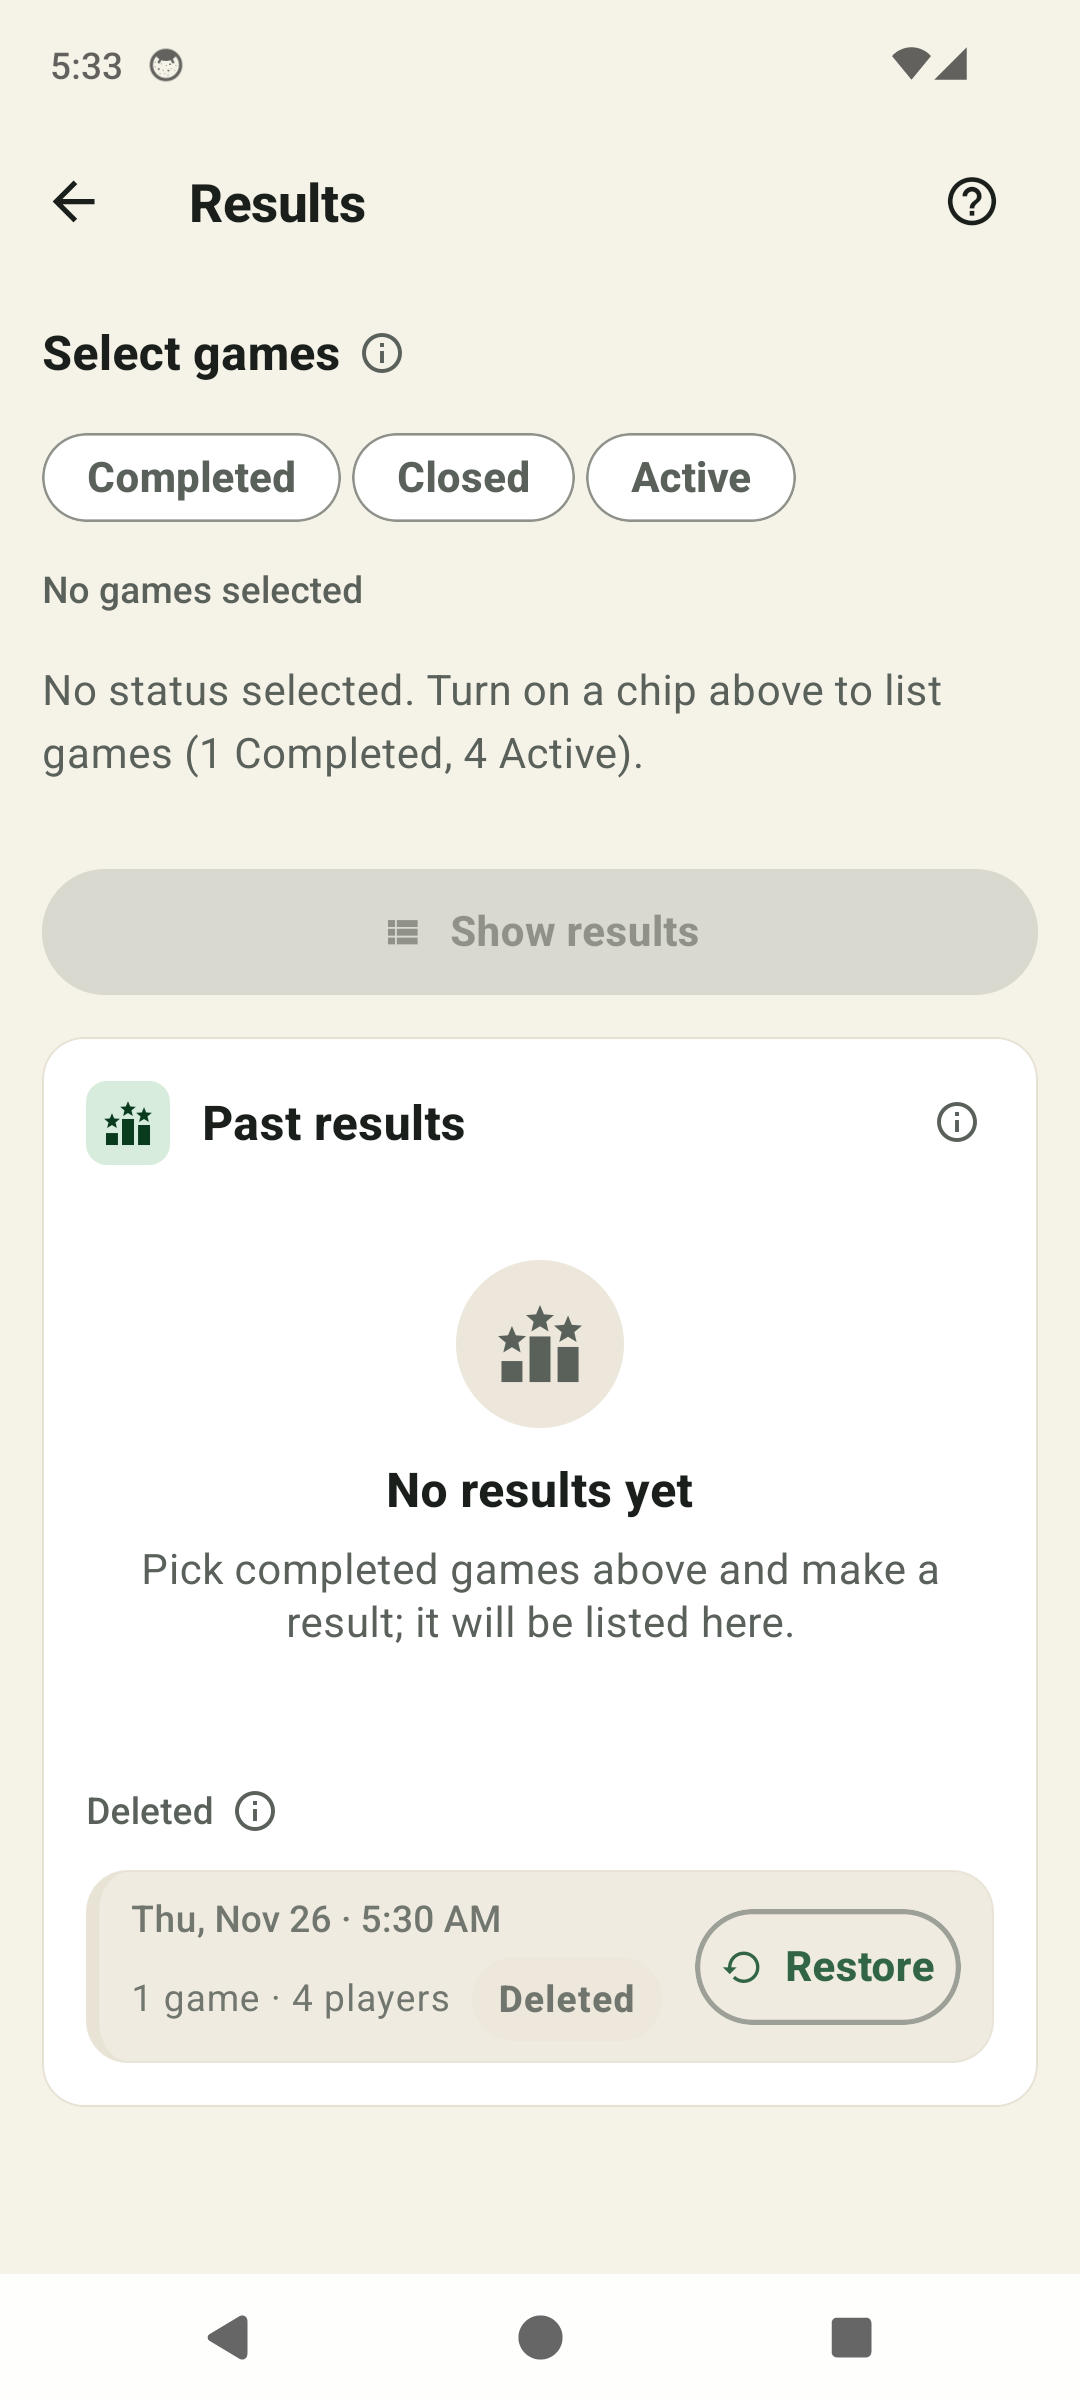 5:33
Results
Select games
Completed Closed Active
No games selected
No status selected. Turn on a chip above to list
games (1 Completed, 4 Active).
Show results
Past results
No results yet
Pick completed games above and make a
result; it will be listed here.
Deleted
Thu, Nov 26 · 5:30 AM
1 game · 4 players Deleted
Restore